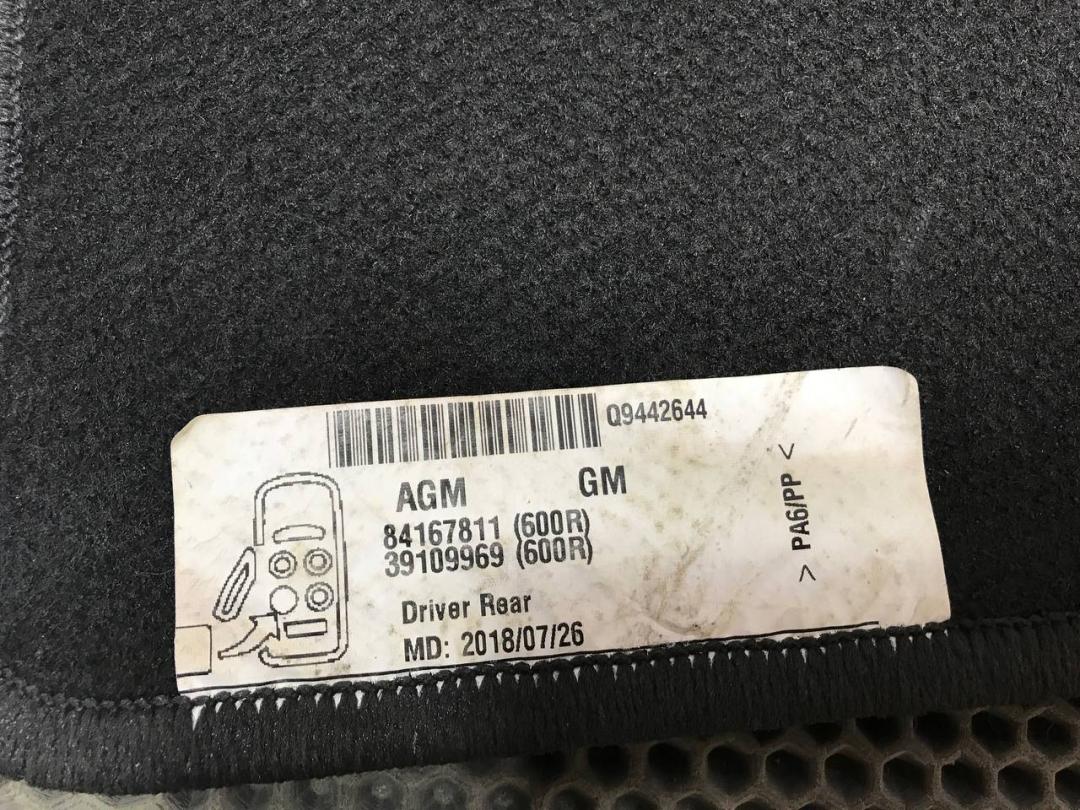 Q9442644
AGM GM
84167811 (600R)
39109969 (600R)
> PA6/PP <
Driver Rear
MD: 2018/07/26